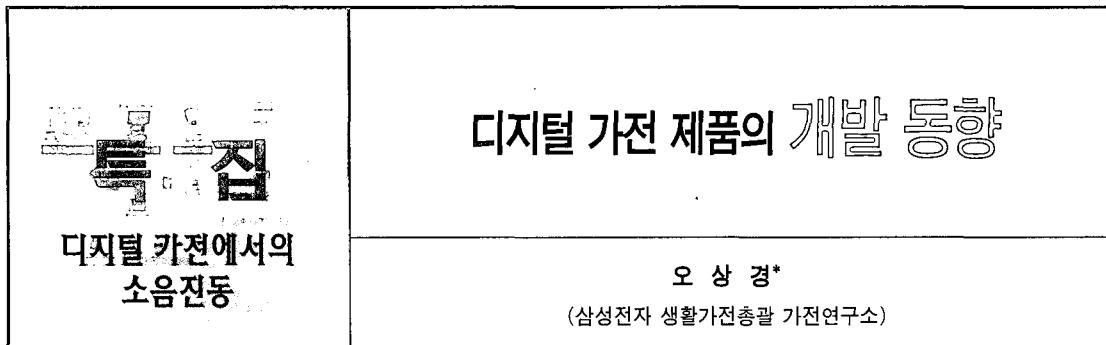 특 집
디지털 가전에서의
소음진동
디지털 가전 제품의 개발 동향
오 상 경*
(삼성전자 생활가전총괄 가전연구소)